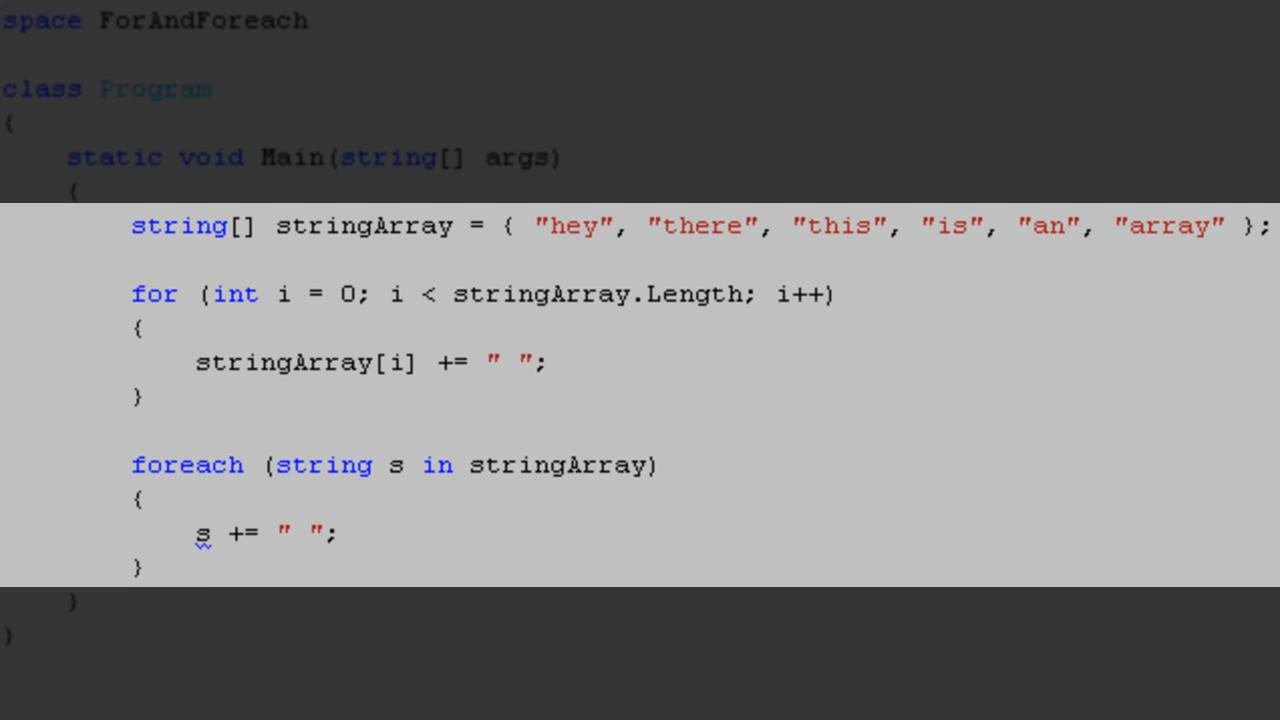 space ForAndForeach
class Program
{
static void Main(string[] args)
{
string[] stringArray = { "hey", "there", "this", "is", "an", "array" };
for (int i = 0; i < stringArray.Length; i++)
{
stringArray[i] += " ";
}
foreach (string s in stringArray)
{
s += " ";
}
}
}